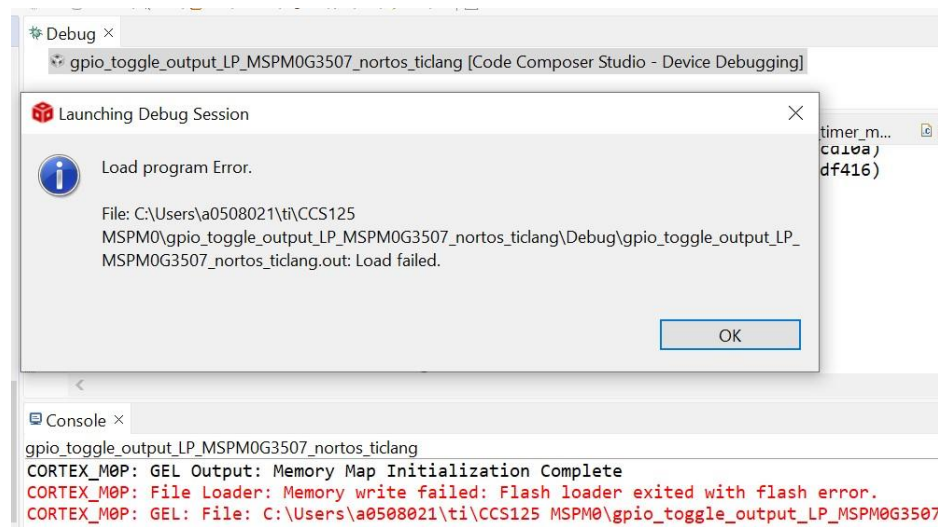 Debug
gpio_toggle_output_LP_MSPM0G3507_nortos_ticlang [Code Composer Studio - Device Debugging]
Launching Debug Session
timer_m...
df416)
Load program Error.
File: C:\Users\a0508021\ti\CCS125
MSPM0\gpio_toggle_output_LP_MSPM0G3507_nortos_ticlang\Debug\gpio_toggle_output_LP_
MSPM0G3507_nortos_ticlang.out: Load failed.
OK
Console
gpio_toggle_output_LP_MSPM0G3507_nortos_ticlang
CORTEX_M0P: GEL Output: Memory Map Initialization Complete
CORTEX_M0P: File Loader: Memory write failed: Flash loader exited with flash error.
CORTEX_M0P: GEL: File: C:\Users\a0508021\ti\CCS125 MSPM0\gpio_toggle_output_LP_MSPM0G3507